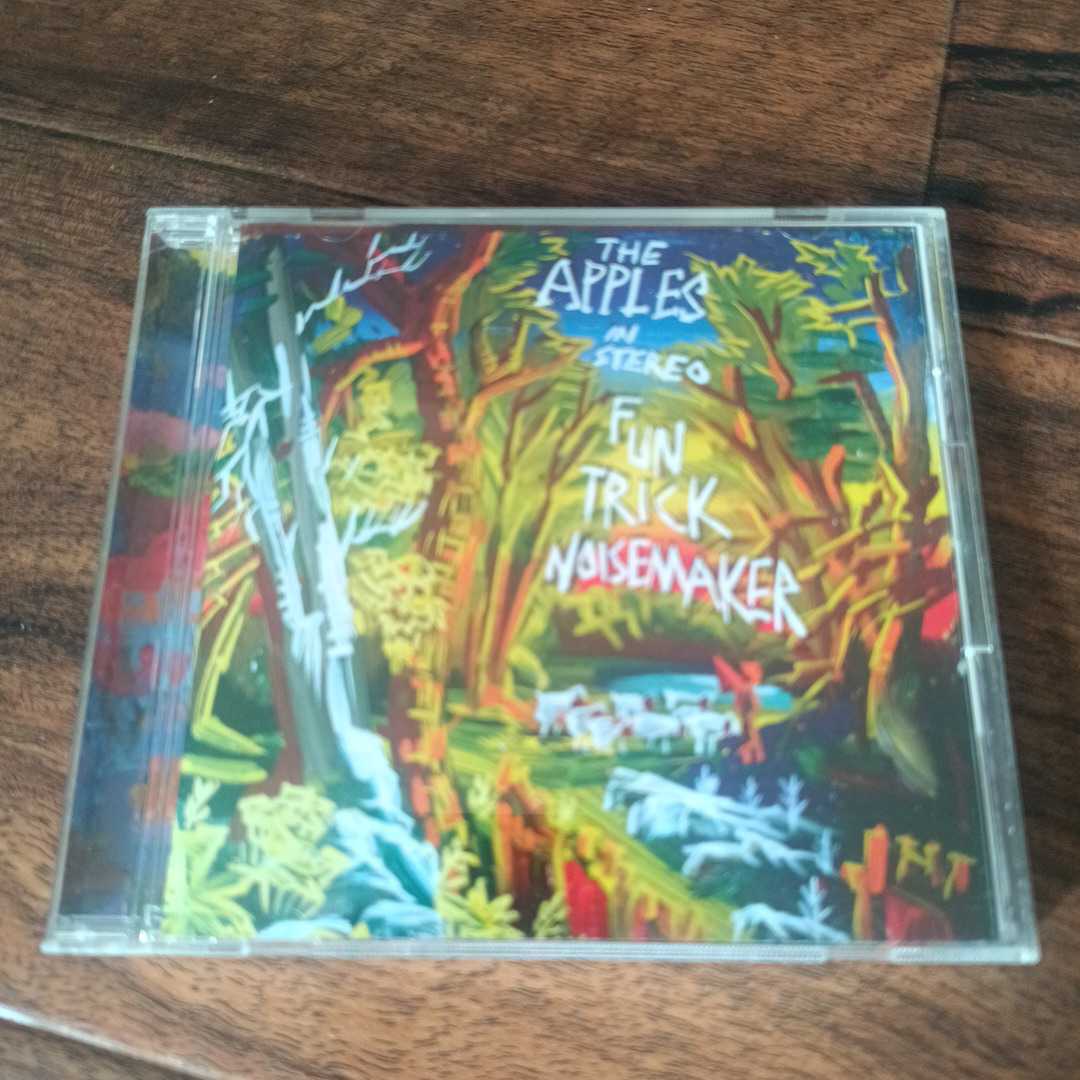 THE
APPLES
IN
STEREO
FUN
TRICK
NOISEMAKER